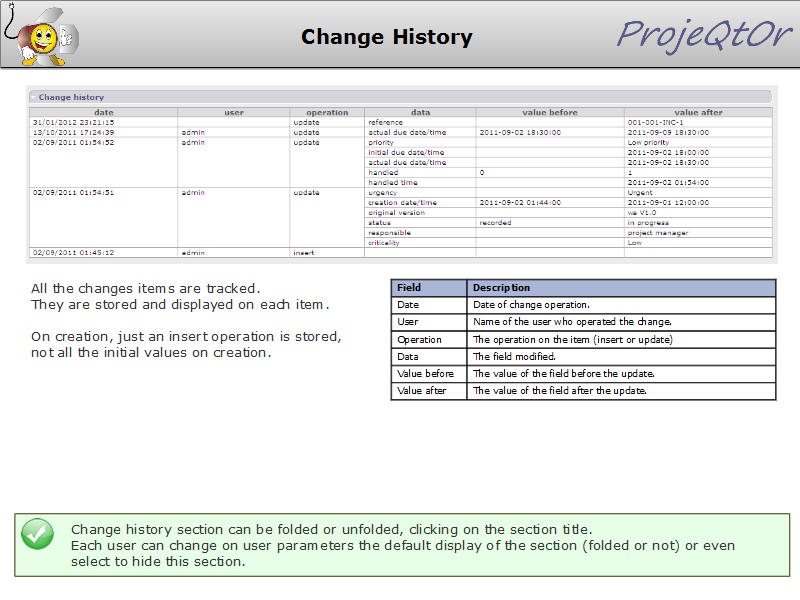 Change History
ProjeQtOr
Change history
date user operation data value before value after
31/01/2012 23:21:15 update reference 001-001-INC-1
13/10/2011 17:24:39 admin update actual due date/time 2011-09-02 18:30:00 2011-09-09 18:30:00
02/09/2011 01:54:52 admin update priority Low priority
initial due date/time 2011-09-02 18:00:00
actual due date/time 2011-09-02 18:30:00
handled 0 1
handled time 2011-09-02 01:54:00
02/09/2011 01:54:51 admin update urgency Urgent
creation date/time 2011-09-02 01:44:00 2011-09-01 12:00:00
original version wa V1.0
status recorded in progress
responsible project manager
criticality Low
02/09/2011 01:45:12 admin insert
All the changes items are tracked.
They are stored and displayed on each item.
On creation, just an insert operation is stored,
not all the initial values on creation.
Field Description
Date Date of change operation.
User Name of the user who operated the change.
Operation The operation on the item (insert or update)
Data The field modified.
Value before The value of the field before the update.
Value after The value of the field after the update.
Change history section can be folded or unfolded, clicking on the section title.
Each user can change on user parameters the default display of the section (folded or not) or even
select to hide this section.